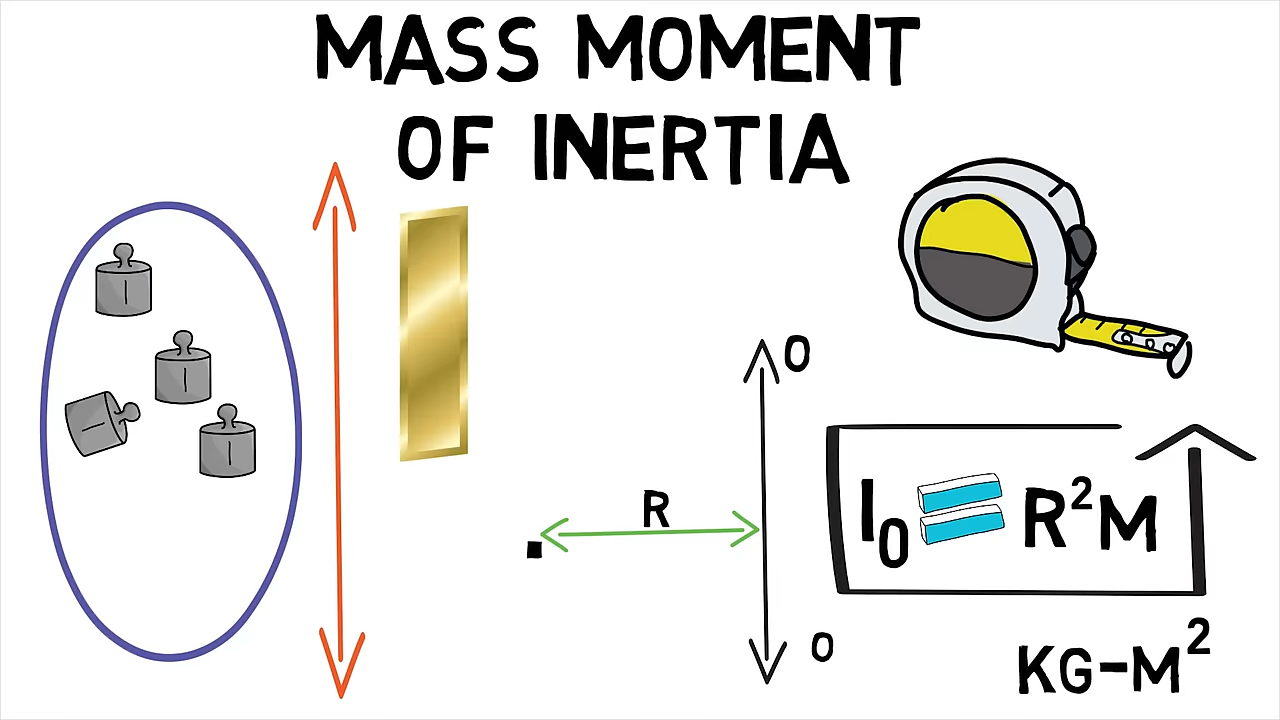 MASS MOMENT
OF INERTIA
O
R
I₀ = R²M
O
KG-M²